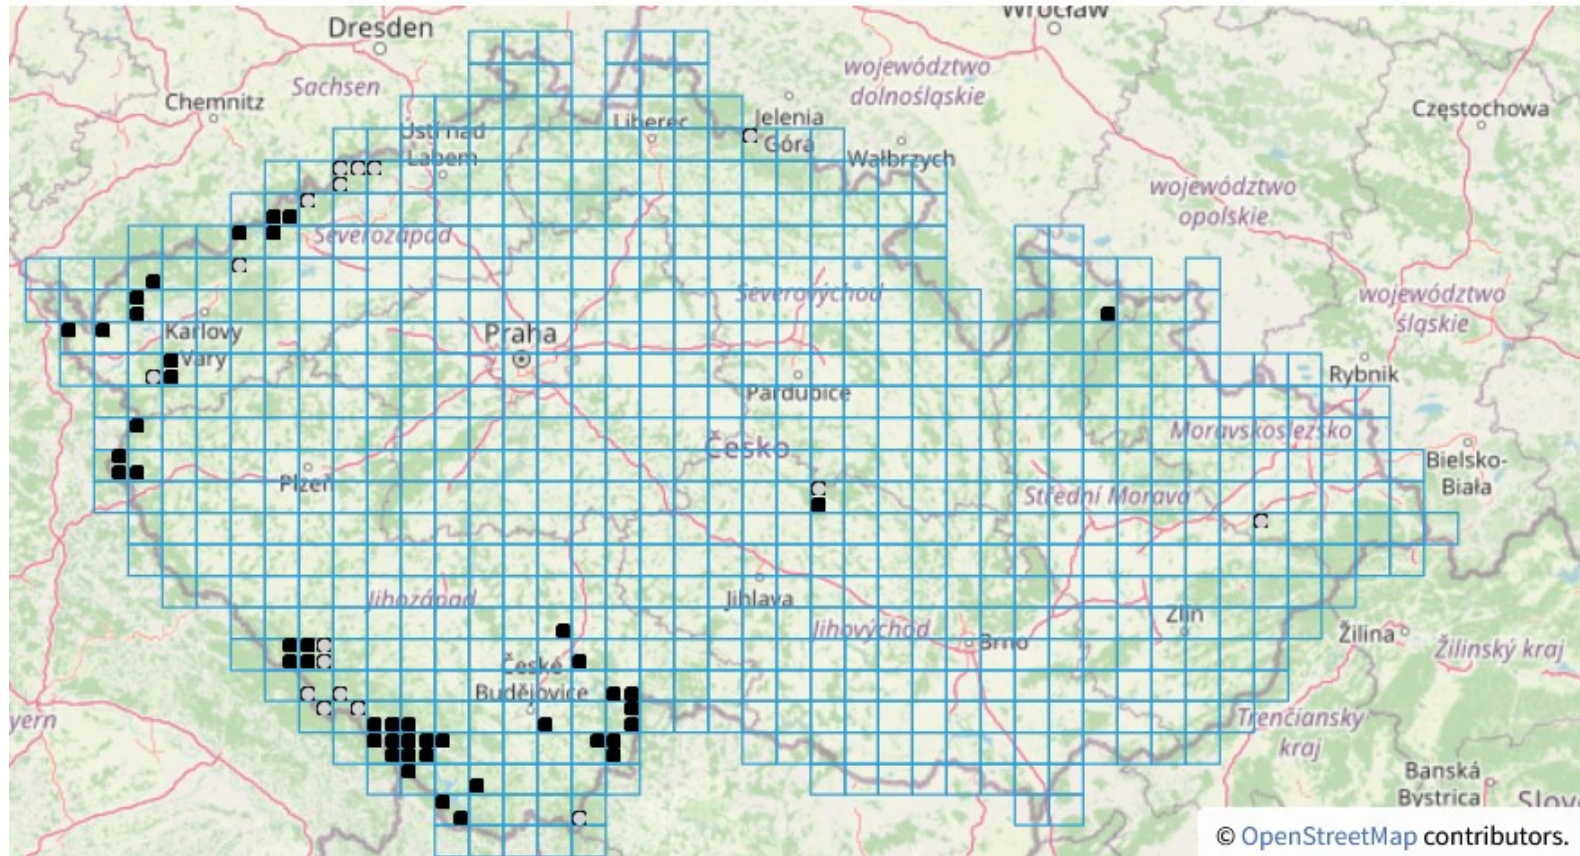 Wrocław
Dresden
województwo
dolnośląskie
Sachsen
Chemnitz
Częstochowa
Jelenia
Góra
Liberec
Ústí nad
Labem
Wałbrzych
województwo
opolskie
Severozápad
Severovýchod
województwo
śląskie
Karlovy
Vary
Praha
Rybnik
Pardubice
Moravskoslezsko
Česko
Bielsko-
Biała
Plzeň
Střední Morava
Jihozápad
Jihlava
Zlín
Jihovýchod
Brno
Žilina
Žilinský kraj
České
Budějovice
yern
Trenčiansky
kraj
Banská
Bystrica
Slov
© OpenStreetMap contributors.